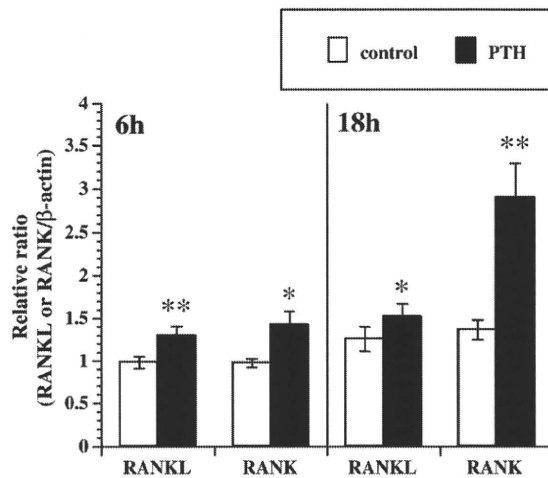 control PTH
Relative ratio
(RANKL or RANK/β-actin)
4
3.5
3
2.5
2
1.5
1
0.5
0
6h
18h
**
*
*
**
RANKL RANK RANKL RANK